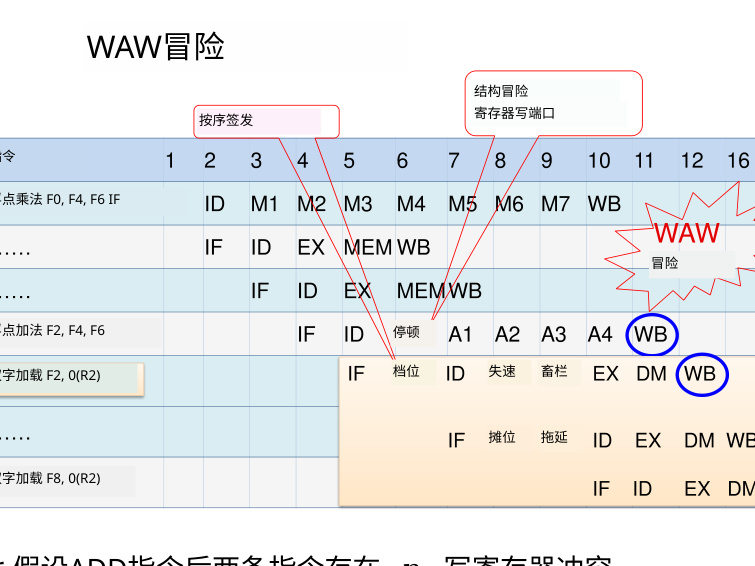 WAW冒险
结构冒险
寄存器写端口
按序签发
指令 1 2 3 4 5 6 7 8 9 10 11 12 16
点乘法 F0, F4, F6 IF ID M1 M2 M3 M4 M5 M6 M7 WB
WAW
冒险
..... IF ID EX MEM WB
..... IF ID EX MEM WB
点加法 F2, F4, F6 IF ID 停顿 A1 A2 A3 A4 WB
字加载 F2, 0(R2) IF 档位 ID 失速 畜栏 EX DM WB
..... IF 摊位 拖延 ID EX DM WB
字加载 F8, 0(R2) IF ID EX DM
假设ADD指令后两条指令存在 n 写寄存器冲突